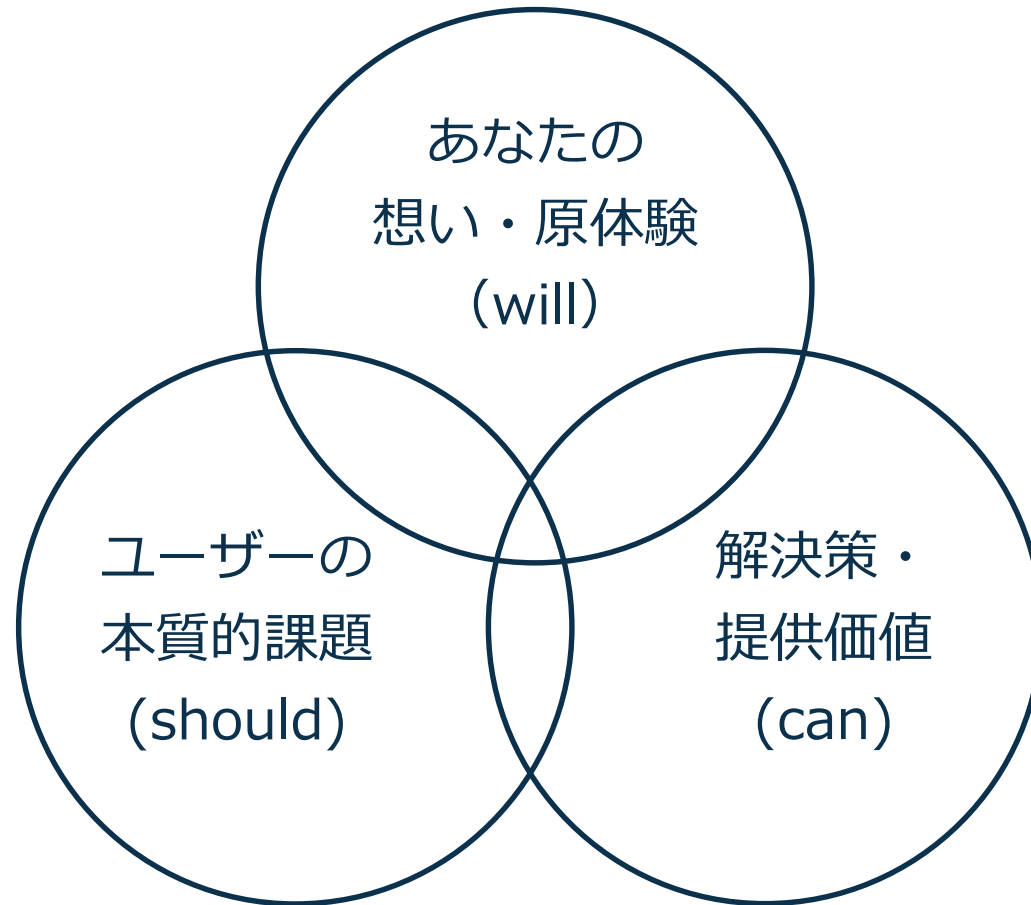 あなたの
想い・原体験
（will）
ユーザーの
本質的課題
（should）
解決策・
提供価値
（can）